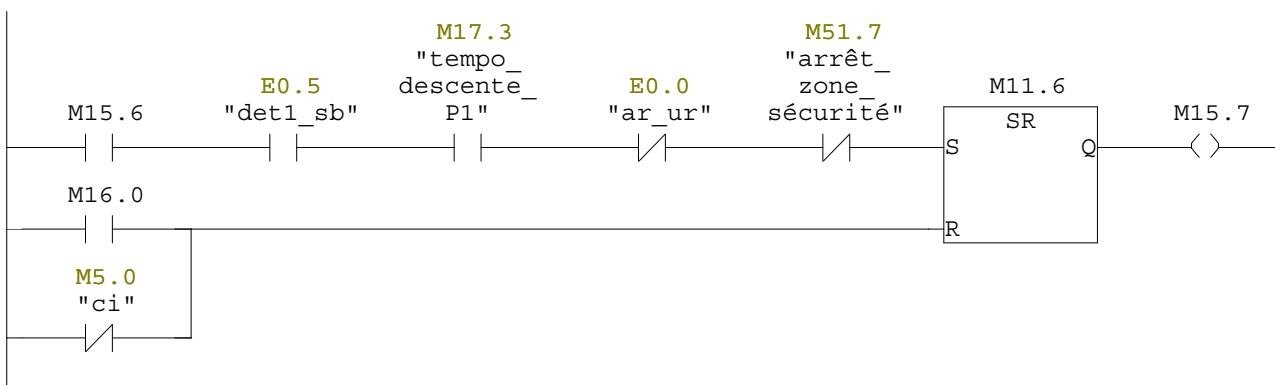 M17.3 M51.7
"tempo_ "arrêt_
E0.5 descente_ E0.0 zone_ M11.6
M15.6 "det1_sb" P1" "ar_ur" sécurité" SR M15.7
S Q
M16.0
R
M5.0
"ci"